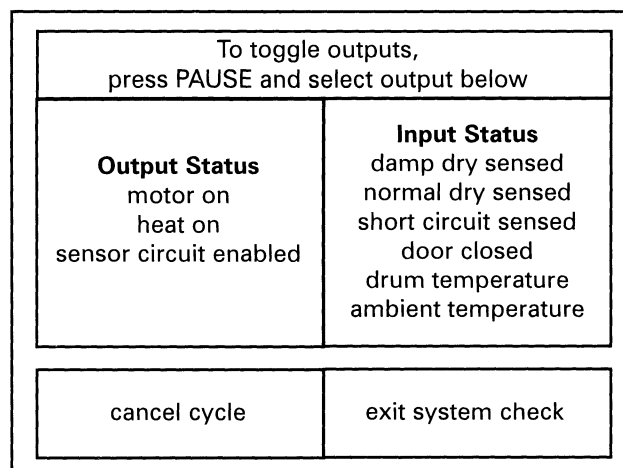 To toggle outputs,
press PAUSE and select output below
Output Status
motor on
heat on
sensor circuit enabled
Input Status
damp dry sensed
normal dry sensed
short circuit sensed
door closed
drum temperature
ambient temperature
cancel cycle
exit system check